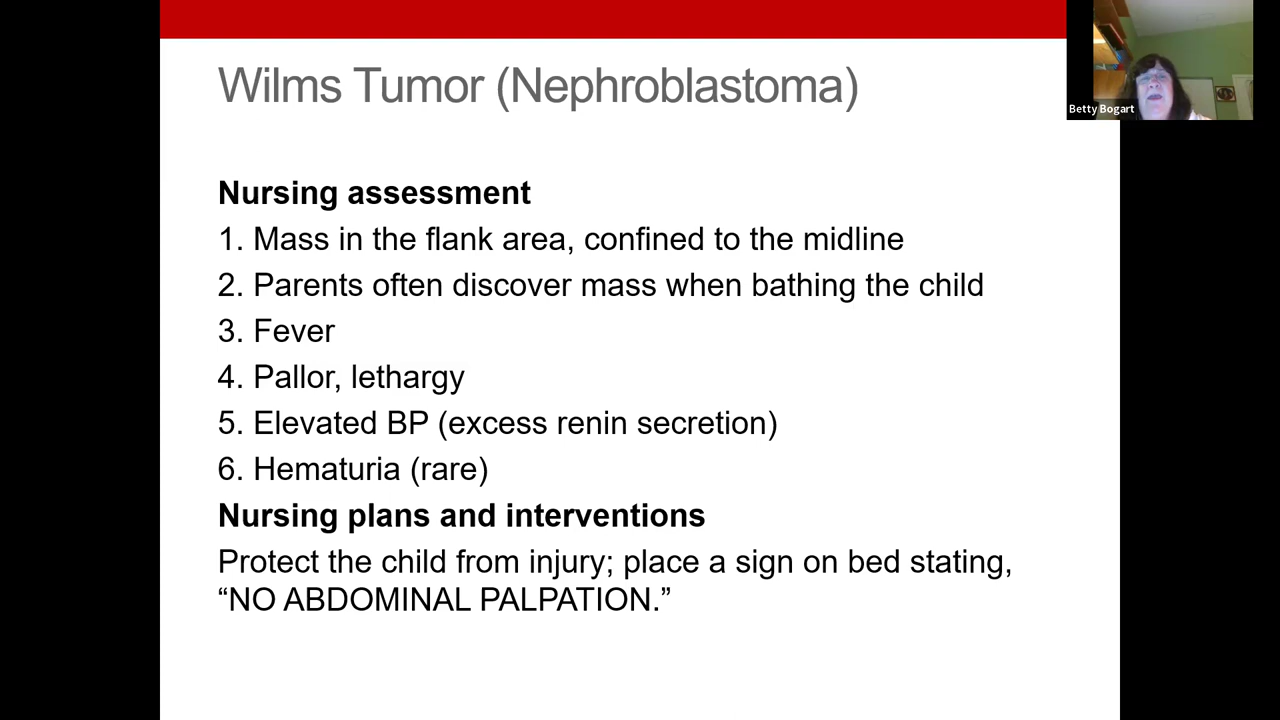 Wilms Tumor (Nephroblastoma)
Betty Bogart
Nursing assessment
1. Mass in the flank area, confined to the midline
2. Parents often discover mass when bathing the child
3. Fever
4. Pallor, lethargy
5. Elevated BP (excess renin secretion)
6. Hematuria (rare)
Nursing plans and interventions
Protect the child from injury; place a sign on bed stating,
“NO ABDOMINAL PALPATION.”